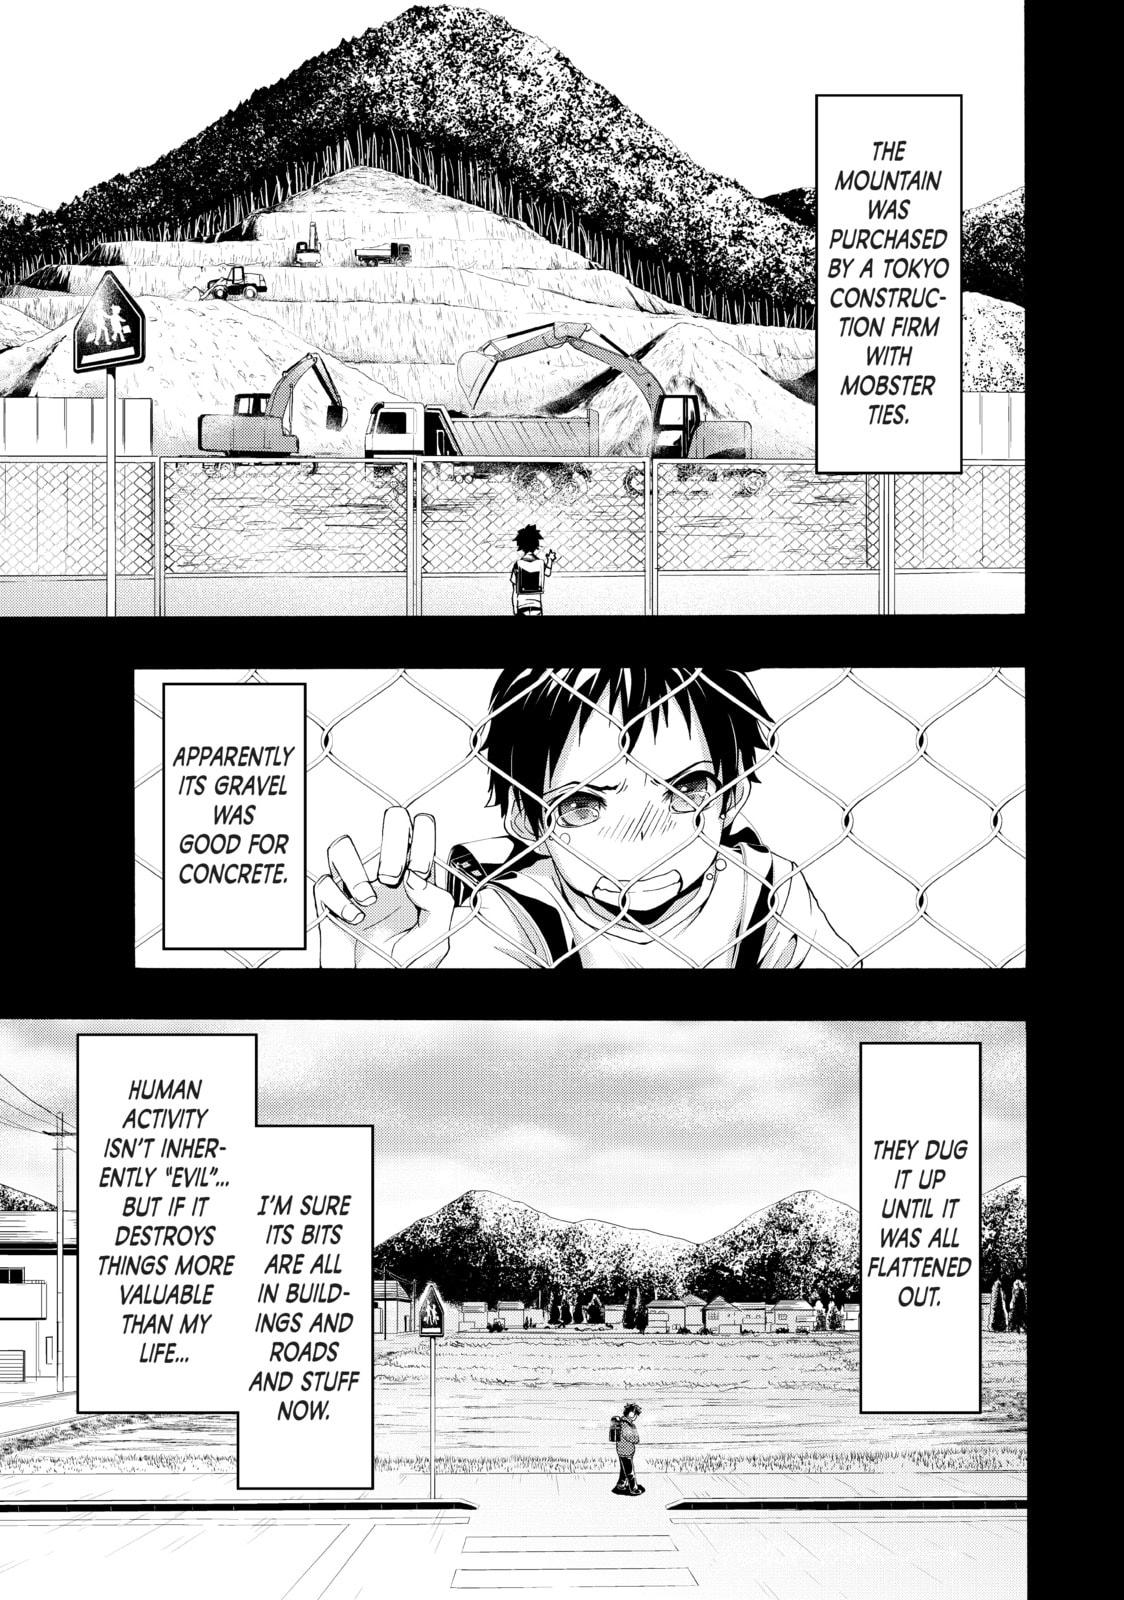 THE
MOUNTAIN
WAS
PURCHASED
BY A TOKYO
CONSTRUC-
TION FIRM
WITH
MOBSTER
TIES.
APPARENTLY
ITS GRAVEL
WAS
GOOD FOR
CONCRETE.
THEY DUG
IT UP
UNTIL IT
WAS ALL
FLATTENED
OUT.
I'M SURE
ITS BITS
ARE ALL
IN BUILD-
INGS AND
ROADS
AND STUFF
NOW.
HUMAN
ACTIVITY
ISN'T INHER-
ENTLY "EVIL"...
BUT IF IT
DESTROYS
THINGS MORE
VALUABLE
THAN MY
LIFE...